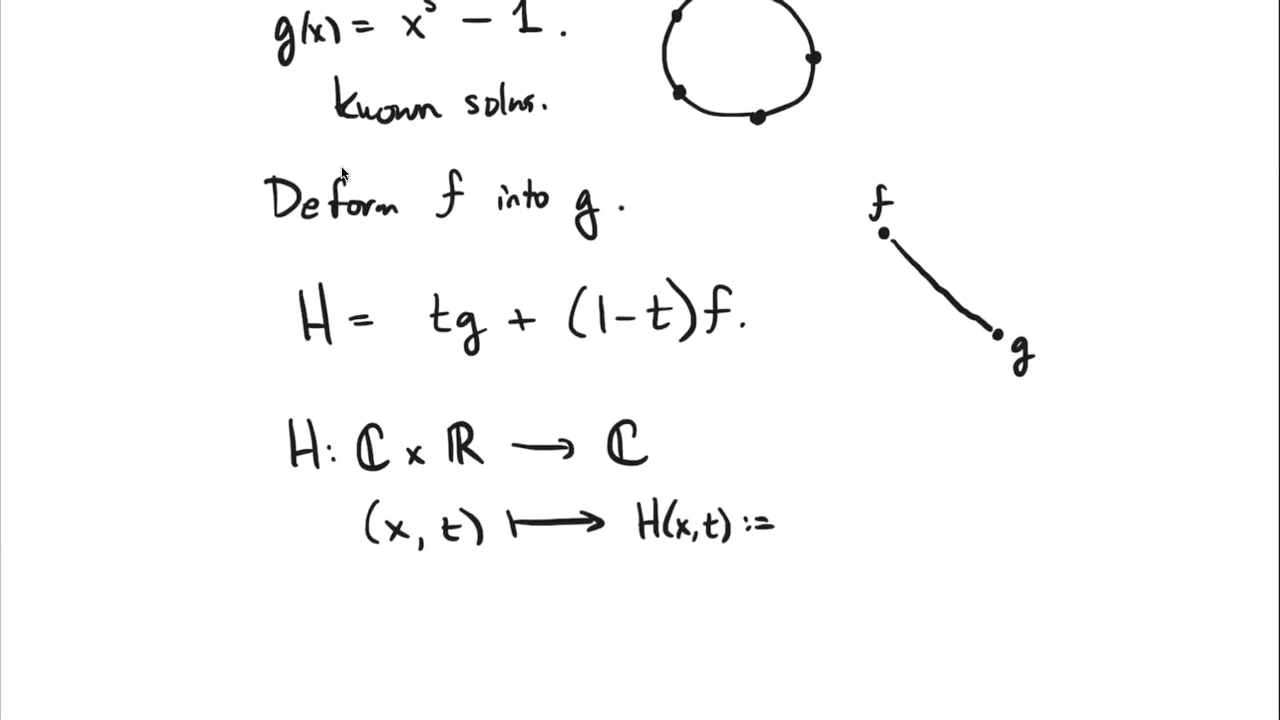 g(x) = x⁵ − 1.
known solns.
Deform f into g.
f
g
H = tg + (1−t)f.
H: ℂ × ℝ ⟶ ℂ
(x, t) ⟼ H(x,t) :=